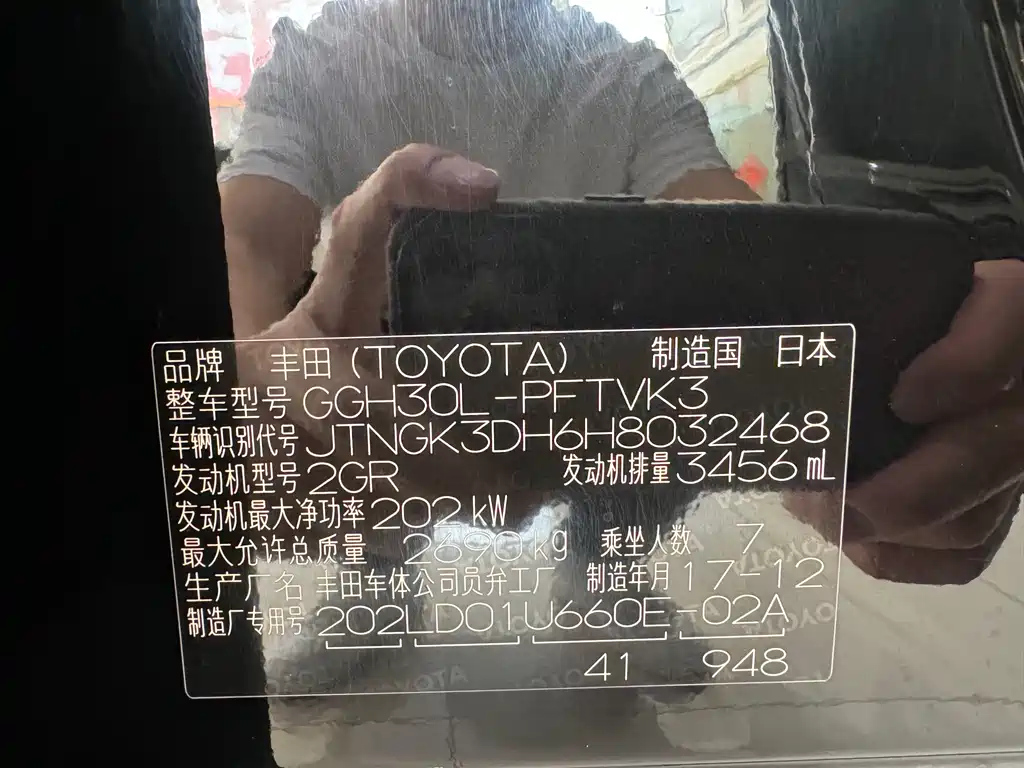 品牌 丰田 (TOYOTA) 制造国 日本
整车型号 GGH30L-PFTVK3
车辆识别代号 JTNGK3DH6H8032468
发动机型号 2GR 发动机排量 3456 mL
发动机最大净功率 202 kW
最大允许总质量 2690 kg 乘坐人数 7
生产厂名 丰田车体公司员弁工厂 制造年月 17-12
制造厂专用号 202LD01U660E-02A
41 948